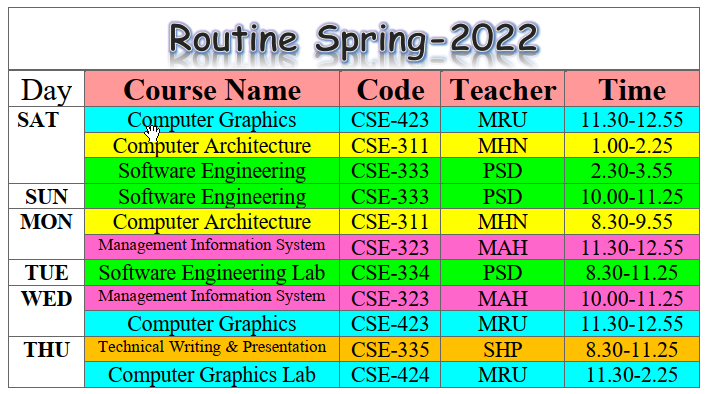 Routine Spring-2022
Day Course Name Code Teacher Time
SAT Computer Graphics CSE-423 MRU 11.30-12.55
Computer Architecture CSE-311 MHN 1.00-2.25
Software Engineering CSE-333 PSD 2.30-3.55
SUN Software Engineering CSE-333 PSD 10.00-11.25
MON Computer Architecture CSE-311 MHN 8.30-9.55
Management Information System CSE-323 MAH 11.30-12.55
TUE Software Engineering Lab CSE-334 PSD 8.30-11.25
WED Management Information System CSE-323 MAH 10.00-11.25
Computer Graphics CSE-423 MRU 11.30-12.55
THU Technical Writing & Presentation CSE-335 SHP 8.30-11.25
Computer Graphics Lab CSE-424 MRU 11.30-2.25